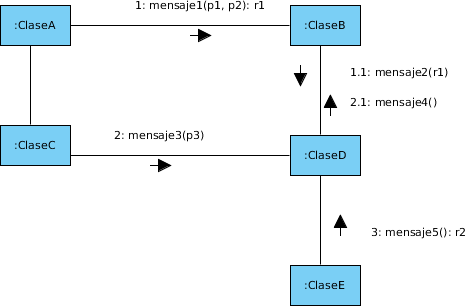 1: mensaje1(p1, p2): r1
:ClaseA
:ClaseB
1.1: mensaje2(r1)
2.1: mensaje4()
2: mensaje3(p3)
:ClaseC
:ClaseD
3: mensaje5(): r2
:ClaseE